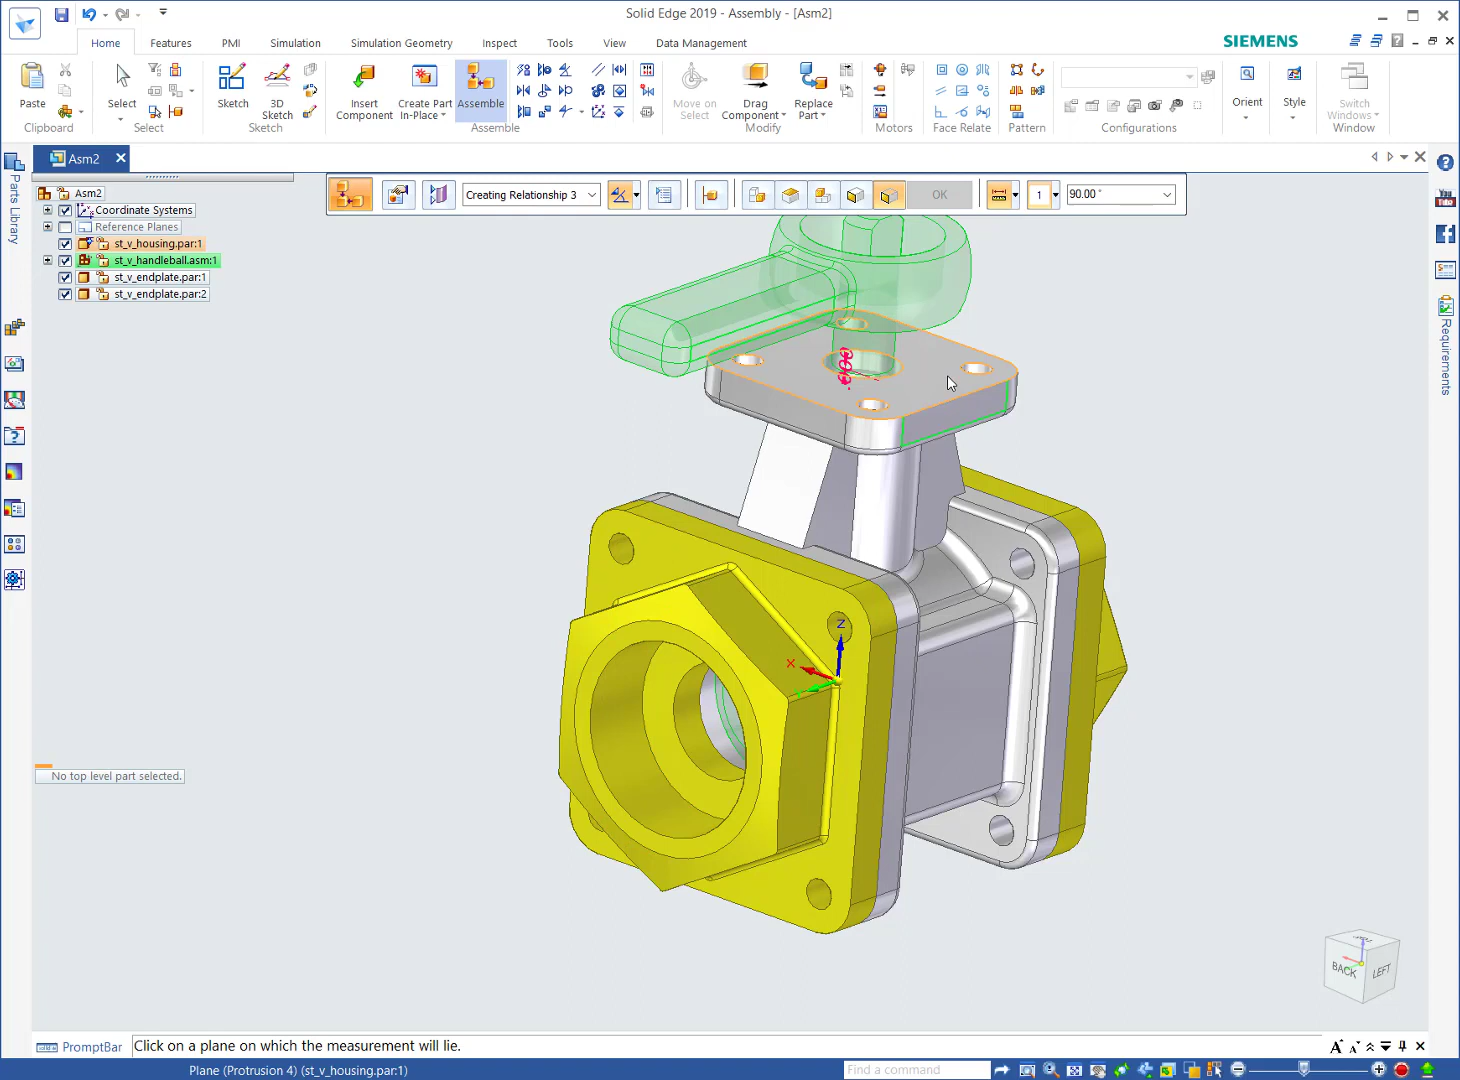 Solid Edge 2019 - Assembly - [Asm2]
Home
Features
PMI
Simulation
Simulation Geometry
Inspect
Tools
View
Data Management
SIEMENS
Paste
Clipboard
Select
Select
Sketch
3D
Sketch
Sketch
Insert
Component
Create Part
In-Place
Assemble
Assemble
Move on
Select
Drag
Component
Replace
Part
Modify
Motors
Face Relate
Pattern
Configurations
Orient
Style
Switch
Windows
Window
Asm2
Creating Relationship 3
OK
1
90.00 °
Parts Library
Asm2
Coordinate Systems
Reference Planes
st_v_housing.par:1
st_v_handleball.asm:1
st_v_endplate.par:1
st_v_endplate.par:2
You
Tube
Requirements
Z
X
No top level part selected.
BACK
LEFT
PromptBar
Click on a plane on which the measurement will lie.
Plane (Protrusion 4) (st_v_housing.par:1)
Find a command